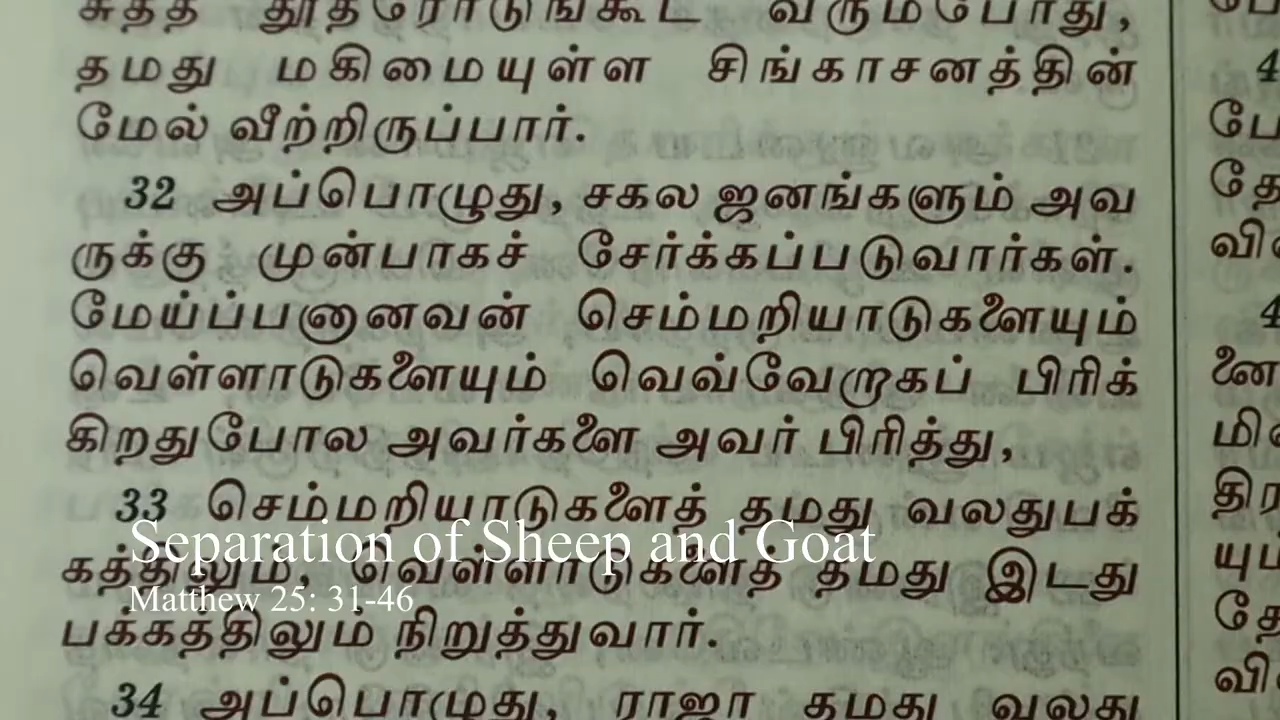 சுத்த தூதரோடுங்கூட வரும்போது,
தமது மகிமையுள்ள சிங்காசனத்தின்
மேல் வீற்றிருப்பார்.
32 அப்பொழுது, சகல ஜனங்களும் அவ
ருக்கு முன்பாகச் சேர்க்கப்படுவார்கள்.
மேய்ப்பனானவன் செம்மறியாடுகளையும்
வெள்ளாடுகளையும் வெவ்வேறாகப் பிரிக்
கிறதுபோல அவர்களை அவர் பிரித்து,
33 செம்மறியாடுகளைத் தமது வலதுபக்
கத்திலும், வெள்ளாடுகளைத் தமது இடது
பக்கத்திலும் நிறுத்துவார்.
34 அப்பொழுது, ராஜா தமது வலது
Separation of Sheep and Goat
Matthew 25: 31-46